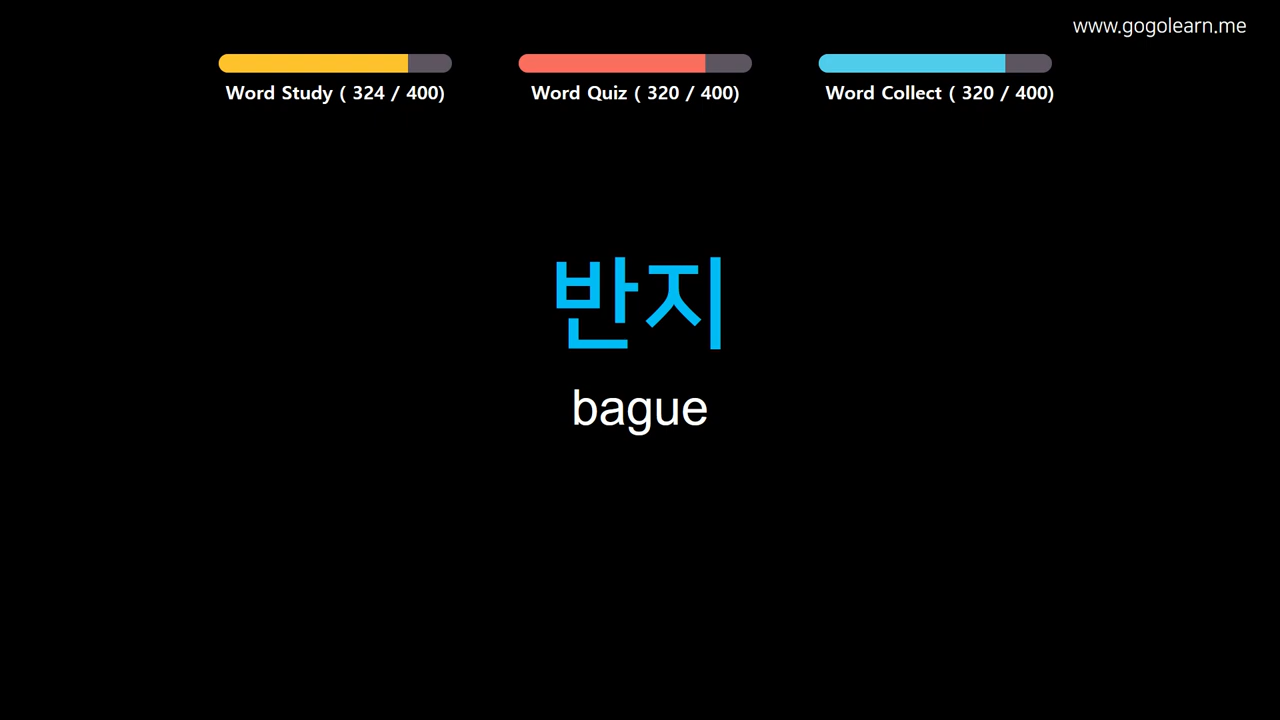 www.gogolearn.me
Word Study ( 324 / 400)
Word Quiz ( 320 / 400)
Word Collect ( 320 / 400)
반지
bague